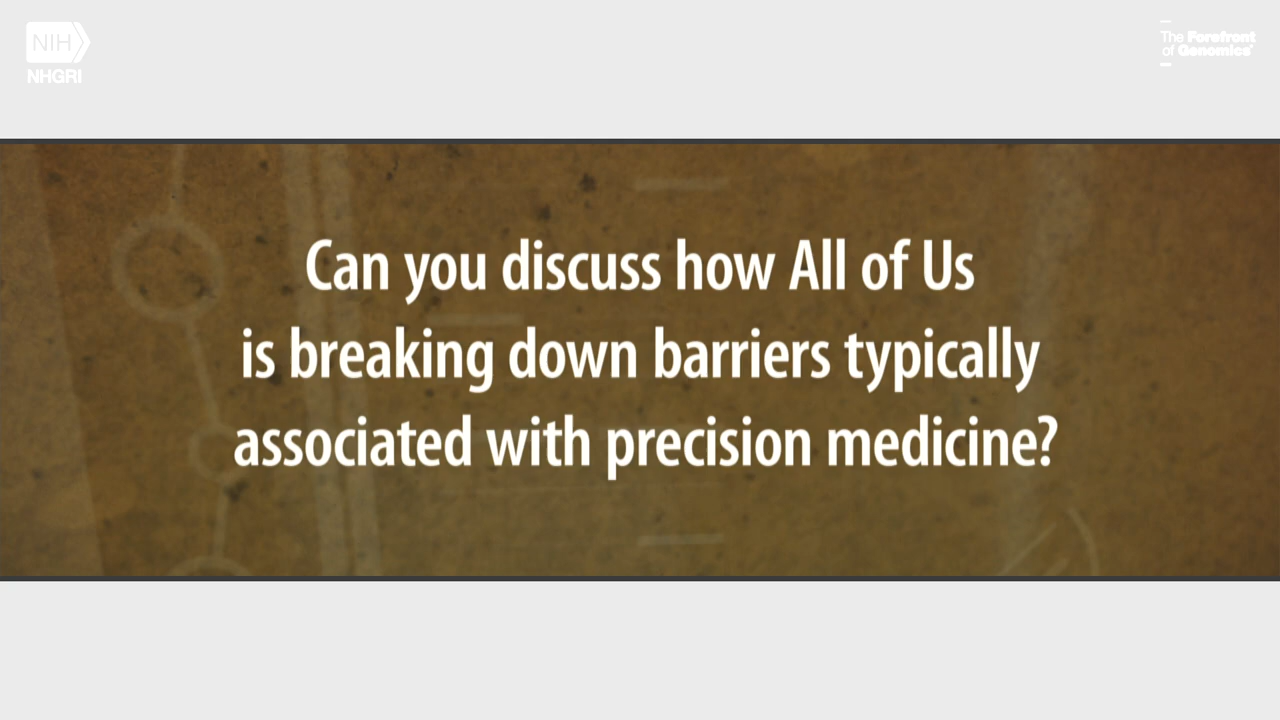 NIH
NHGRI
The Forefront
of Genomics®
Can you discuss how All of Us
is breaking down barriers typically
associated with precision medicine?